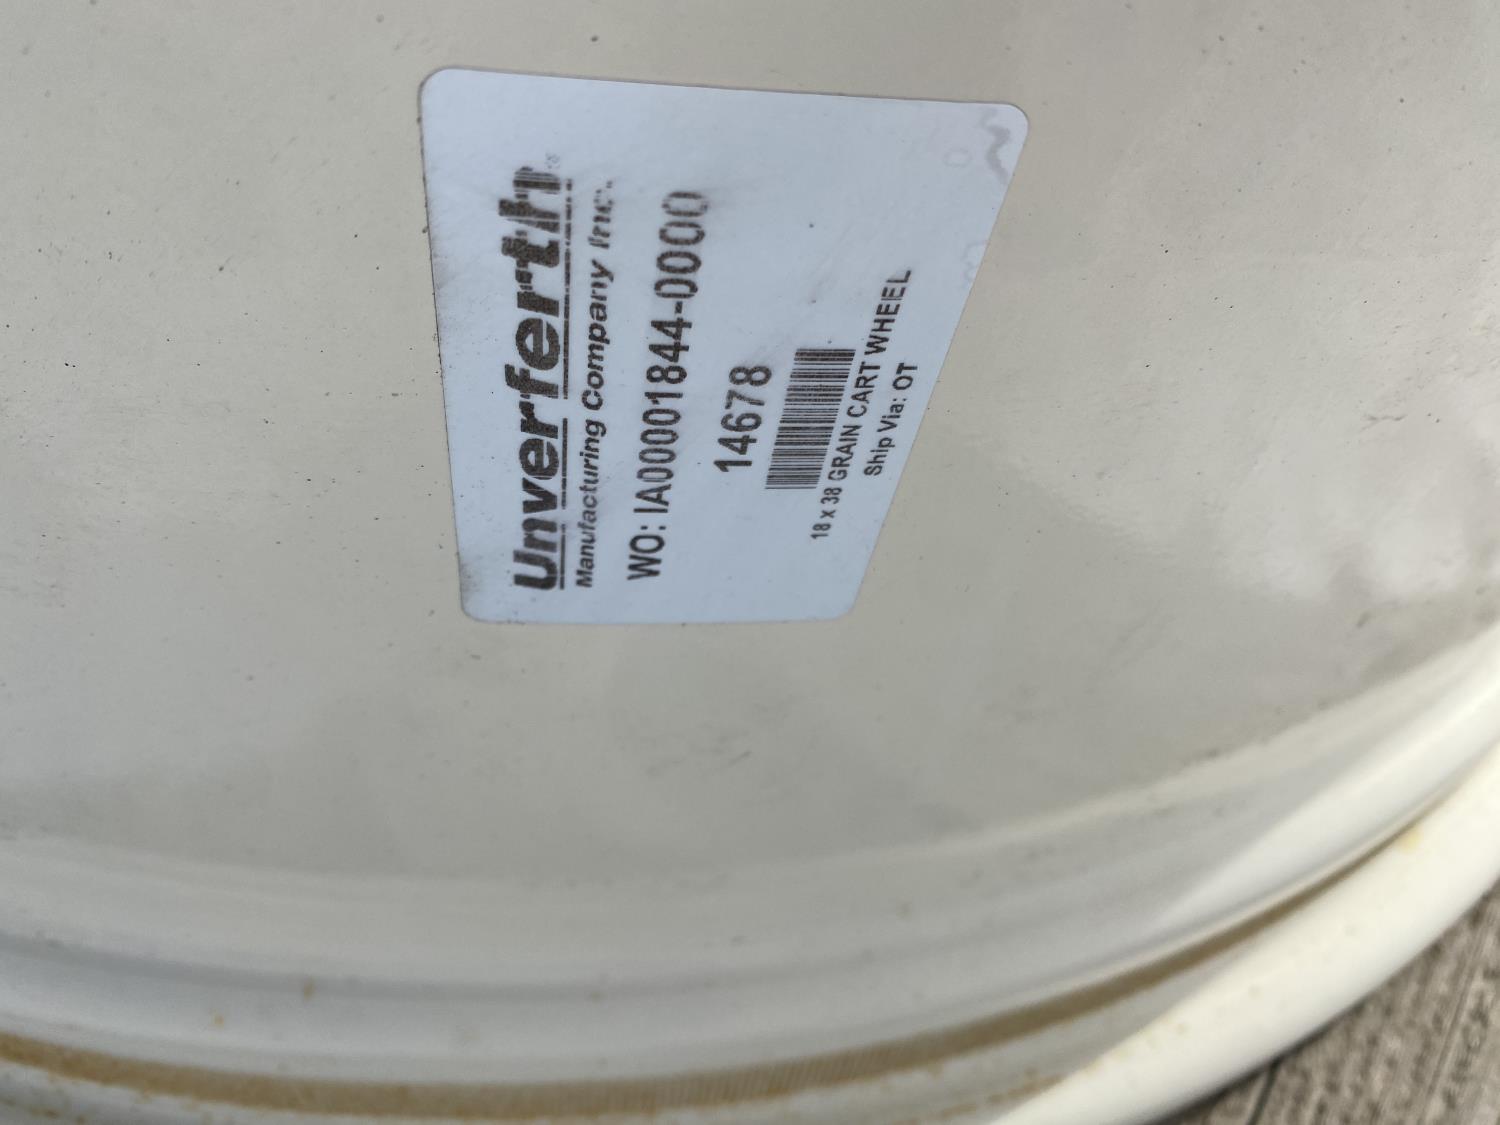 Unverferth
Manufacturing Company Inc.
WO: IA00001844-0000
14678
18 x 38 GRAIN CART WHEEL
Ship Via: OT